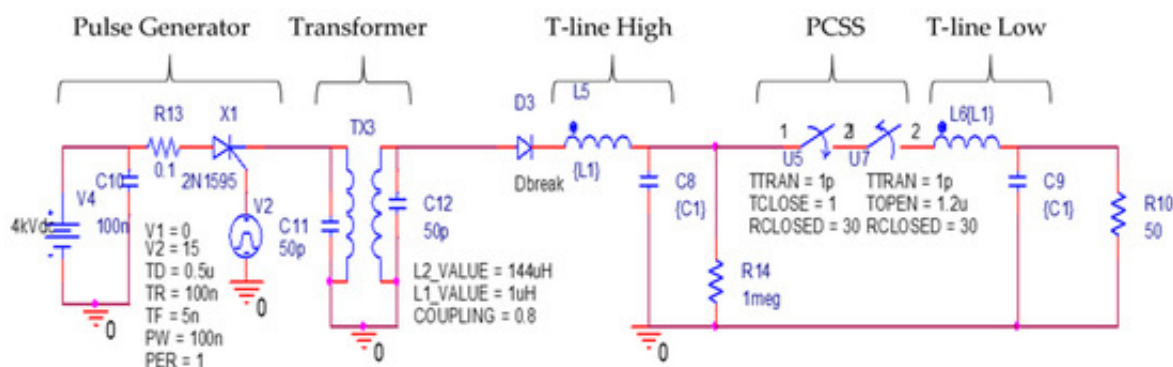 Pulse Generator
Transformer
T-line High
PCSS
T-line Low
R13
X1
0.1
2N1595
C10
100n
V4
4kVdc
0
V2
V1 = 0
V2 = 15
TD = 0.5u
TR = 100n
TF = 5n
PW = 100n
PER = 1
0
TX3
C11
50p
C12
50p
L2_VALUE = 144uH
L1_VALUE = 1uH
COUPLING = 0.8
0
D3
Dbreak
L5
{L1}
C8
{C1}
R14
1meg
0
1
2
U5
TTRAN = 1p
TCLOSE = 1
RCLOSED = 30
1
2
U7
TTRAN = 1p
TOPEN = 1.2u
RCLOSED = 30
L6{L1}
C9
{C1}
R10
50